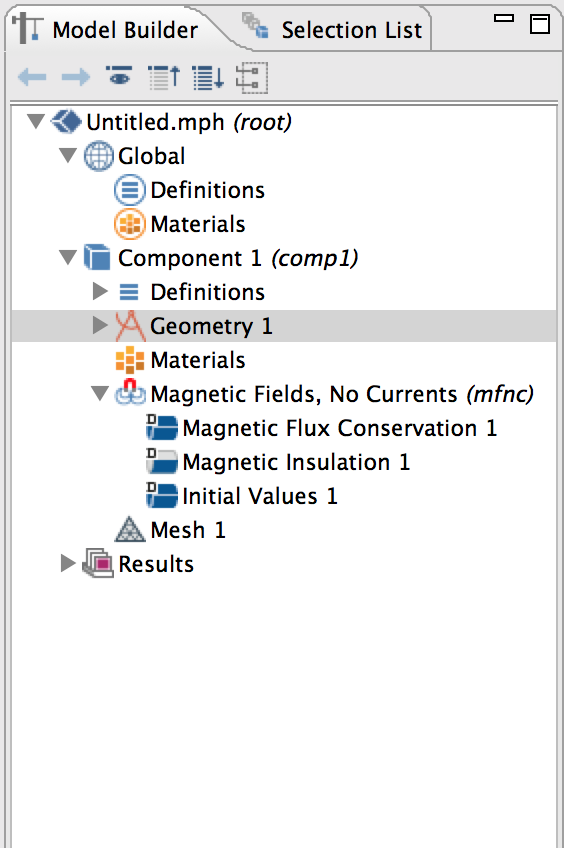 Model Builder Selection List
Untitled.mph (root)
Global
Definitions
Materials
Component 1 (comp1)
Definitions
Geometry 1
Materials
Magnetic Fields, No Currents (mfnc)
D Magnetic Flux Conservation 1
D Magnetic Insulation 1
D Initial Values 1
Mesh 1
Results